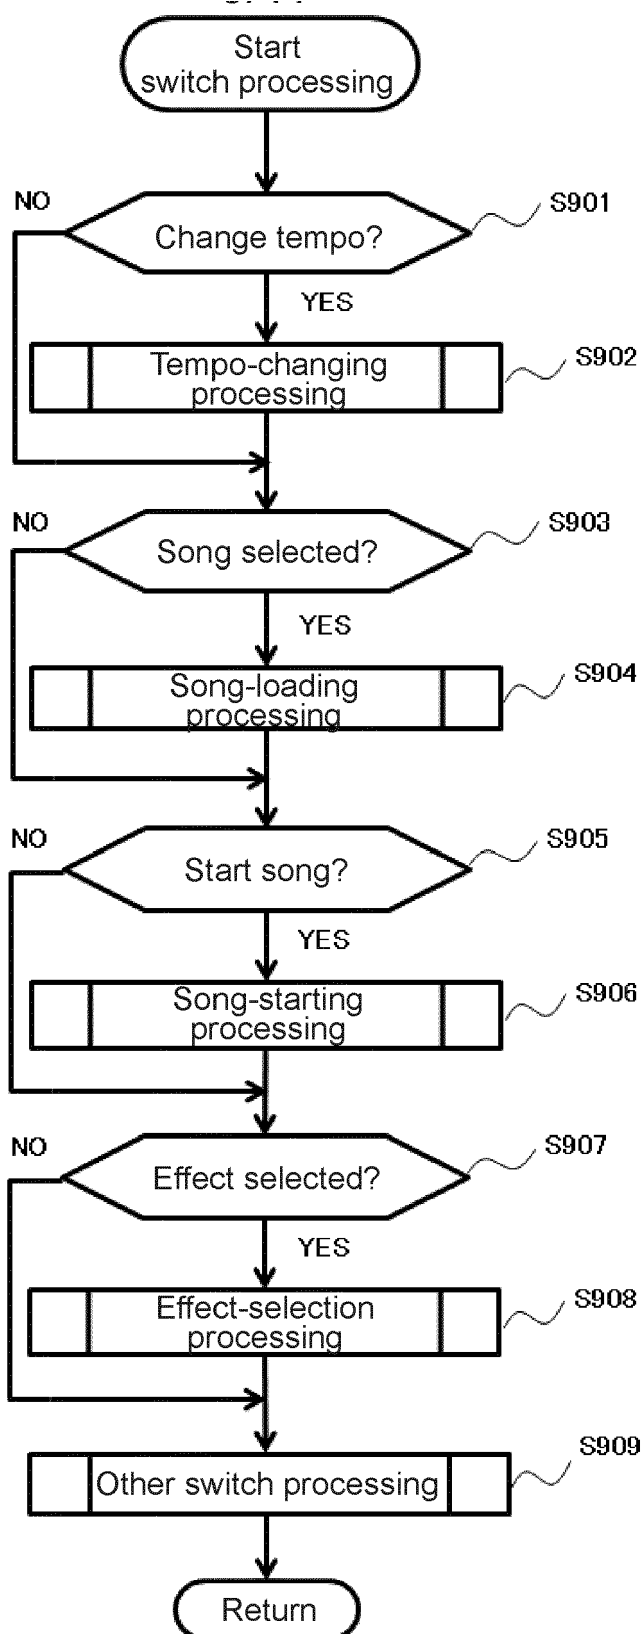 Start
switch processing
NO
S901
Change tempo?
YES
S902
Tempo-changing
processing
NO
S903
Song selected?
YES
S904
Song-loading
processing
NO
S905
Start song?
YES
S906
Song-starting
processing
NO
S907
Effect selected?
YES
S908
Effect-selection
processing
S909
Other switch processing
Return